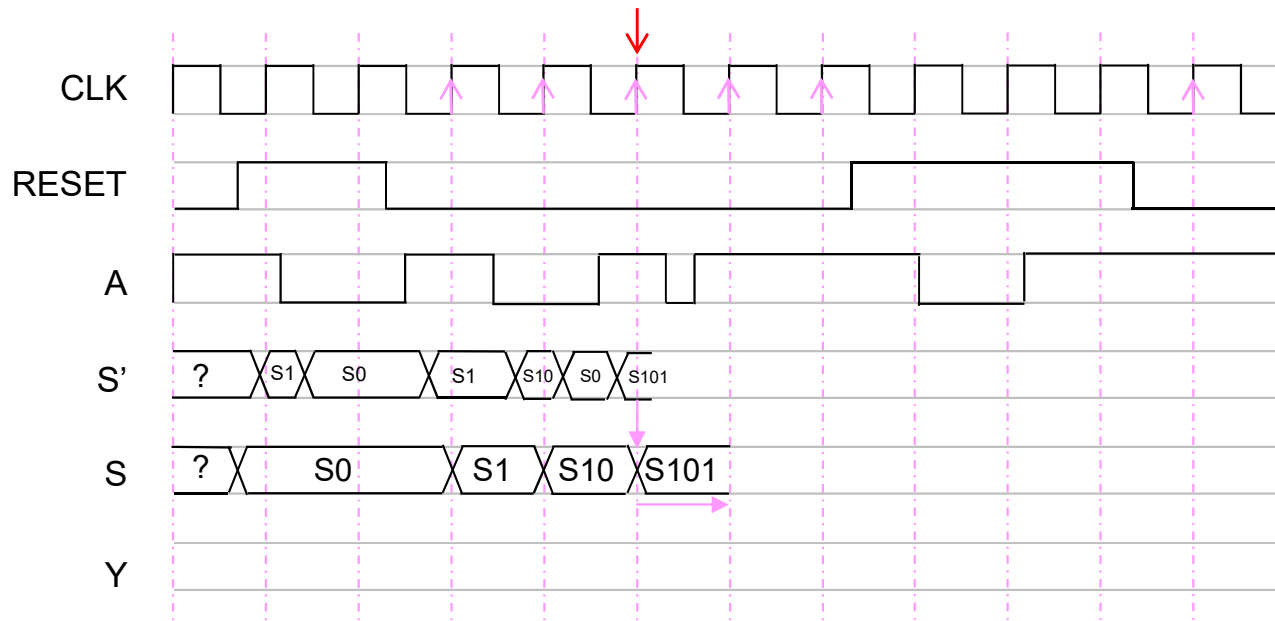 CLK
RESET
A
S’ ? S1 S0 S1 S10 S0 S101
S ? S0 S1 S10 S101
Y